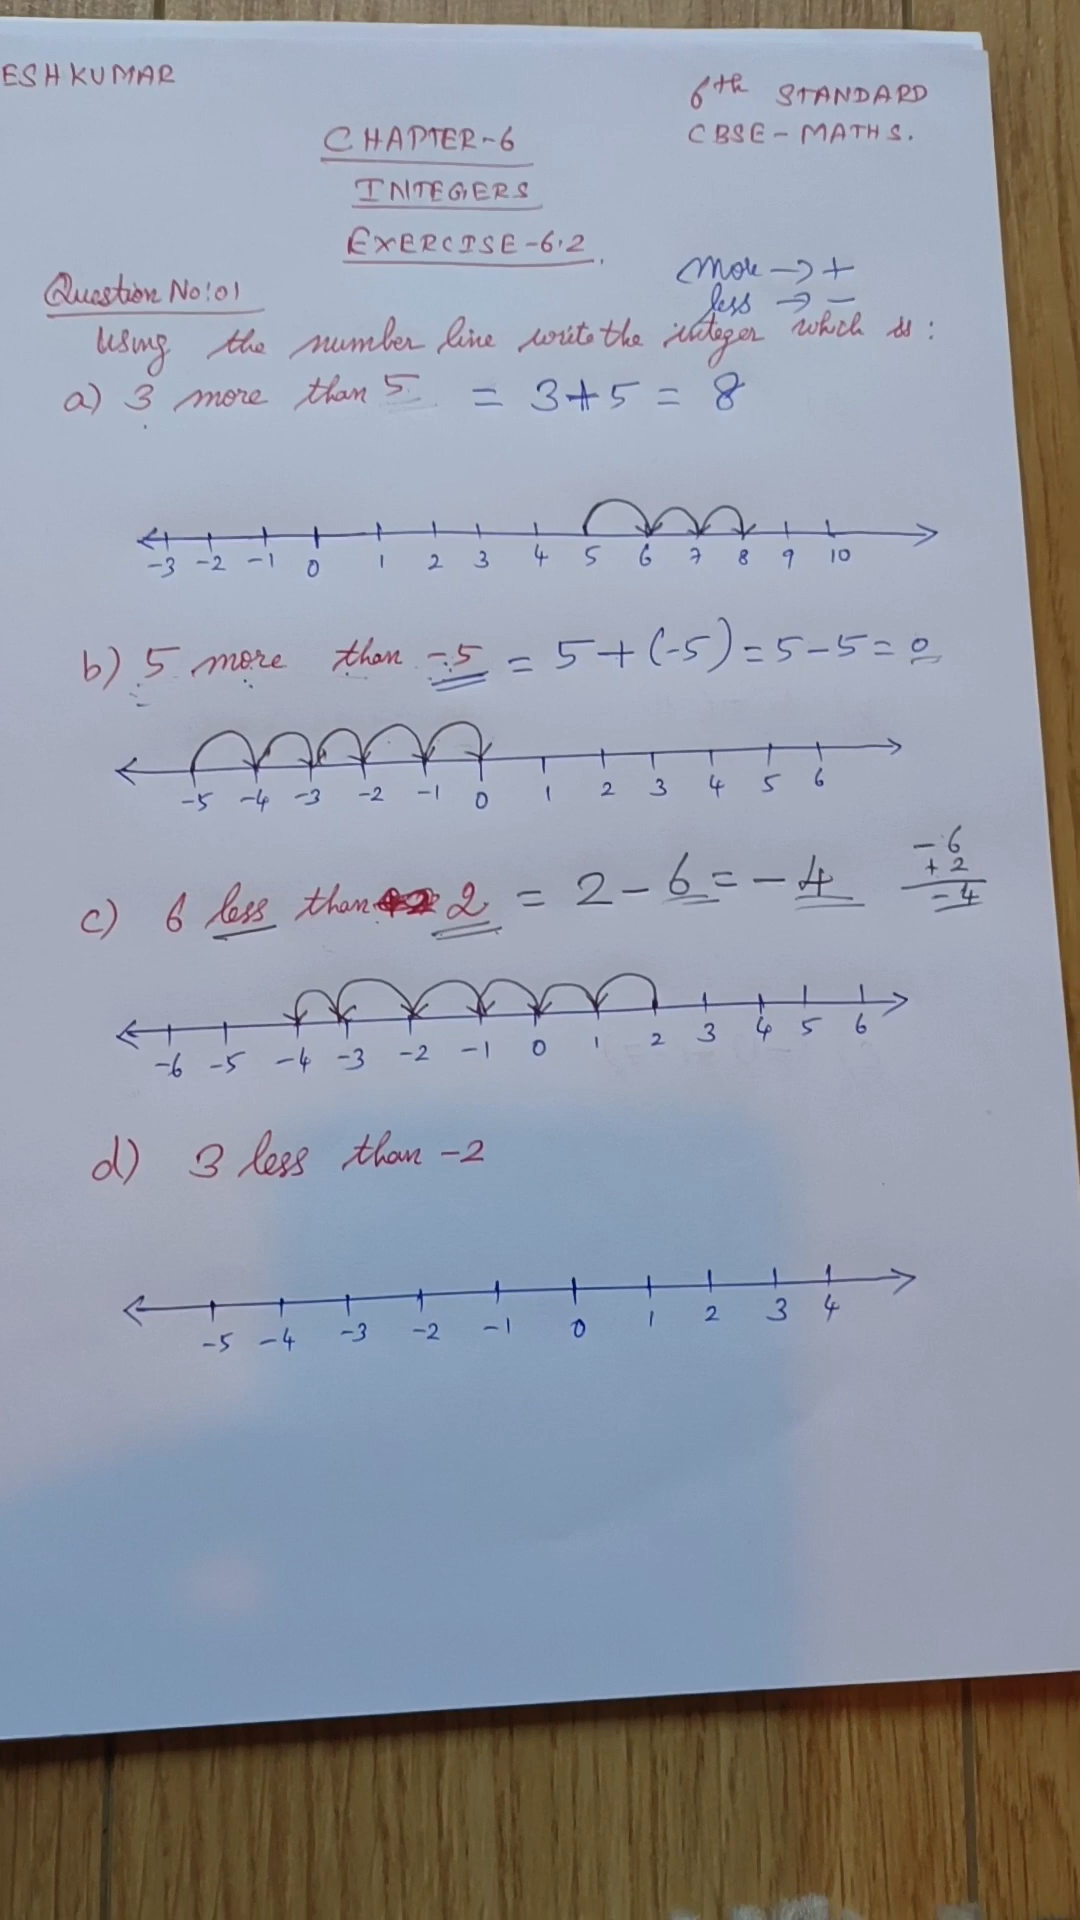 ESHKUMAR
6th STANDARD
CBSE-MATHS.
CHAPTER-6
INTEGERS
EXERCISE-6.2.
more → +
less → -
Question No:01
Using the number line write the integer which is :
a) 3 more than 5 = 3+5 = 8
-3 -2 -1 0 1 2 3 4 5 6 7 8 9 10
b) 5 more than -5 = 5+(-5)=5-5=0
-5 -4 -3 -2 -1 0 1 2 3 4 5 6
c) 6 less than 2 = 2-6=-4
-6
+2
-4
-6 -5 -4 -3 -2 -1 0 1 2 3 4 5 6
d) 3 less than -2
-5 -4 -3 -2 -1 0 1 2 3 4